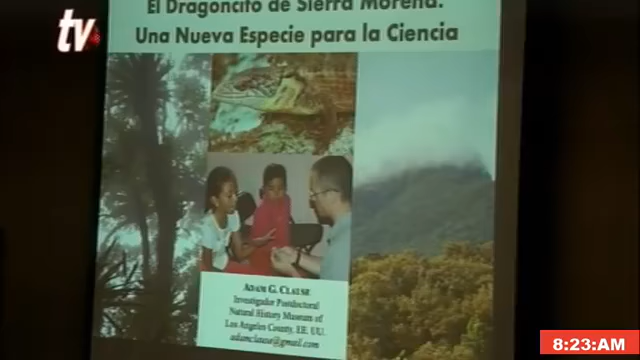 El Dragoncito de Sierra Morena:
Una Nueva Especie para la Ciencia
tv
ADAM G. CLAUSE
Investigador Postdoctoral
Natural History Museum of
Los Angeles County, EE. UU.
adamclause@gmail.com
8:23:AM